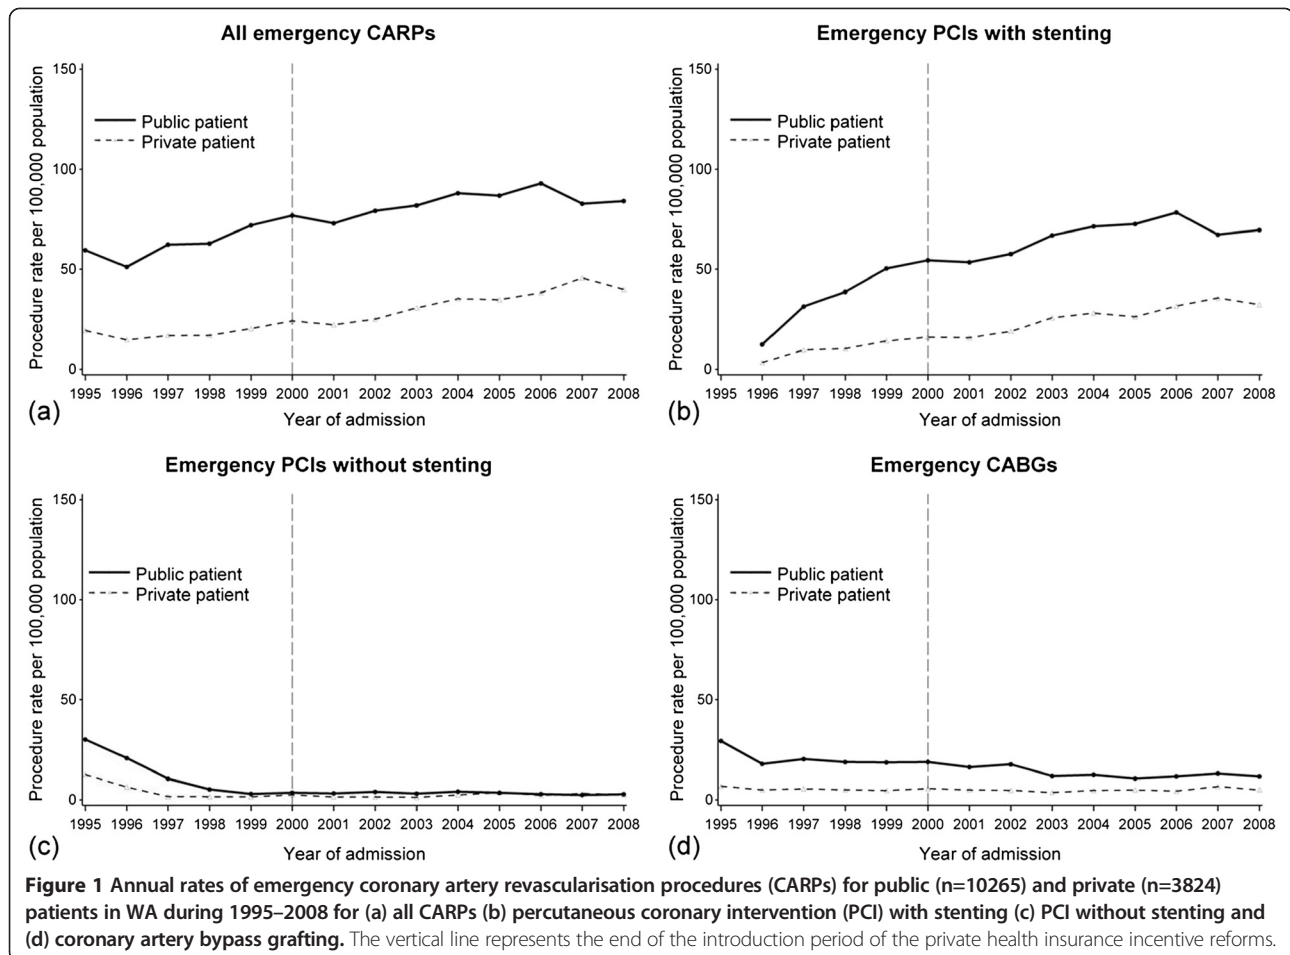 All emergency CARPs
Procedure rate per 100,000 population
150
100
50
0
Public patient
Private patient
1995 1996 1997 1998 1999 2000 2001 2002 2003 2004 2005 2006 2007 2008
Year of admission
(a)
Emergency PCIs with stenting
Procedure rate per 100,000 population
150
100
50
0
Public patient
Private patient
1995 1996 1997 1998 1999 2000 2001 2002 2003 2004 2005 2006 2007 2008
Year of admission
(b)
Emergency PCIs without stenting
Procedure rate per 100,000 population
150
100
50
0
Public patient
Private patient
1995 1996 1997 1998 1999 2000 2001 2002 2003 2004 2005 2006 2007 2008
Year of admission
(c)
Emergency CABGs
Procedure rate per 100,000 population
150
100
50
0
Public patient
Private patient
1995 1996 1997 1998 1999 2000 2001 2002 2003 2004 2005 2006 2007 2008
Year of admission
(d)
Figure 1 Annual rates of emergency coronary artery revascularisation procedures (CARPs) for public (n=10265) and private (n=3824)
patients in WA during 1995–2008 for (a) all CARPs (b) percutaneous coronary intervention (PCI) with stenting (c) PCI without stenting and
(d) coronary artery bypass grafting. The vertical line represents the end of the introduction period of the private health insurance incentive reforms.